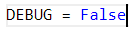 DEBUG = False